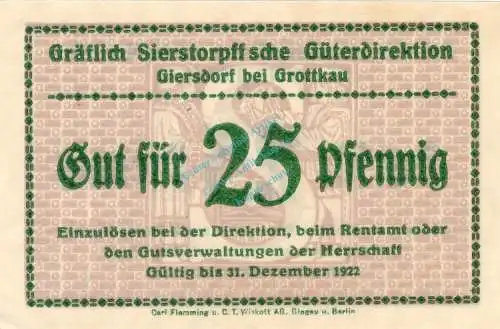 Gräflich Sierstorpff'sche Güterdirektion
Giersdorf bei Grottkau
Gut für 25 Pfennig
Einzulösen bei der Direktion, beim Rentamt oder
den Gutsverwaltungen der Herrschaft
Gültig bis 31. Dezember 1922
Carl Flemming u. C. T. Wiskott AG. Glogau u. Berlin